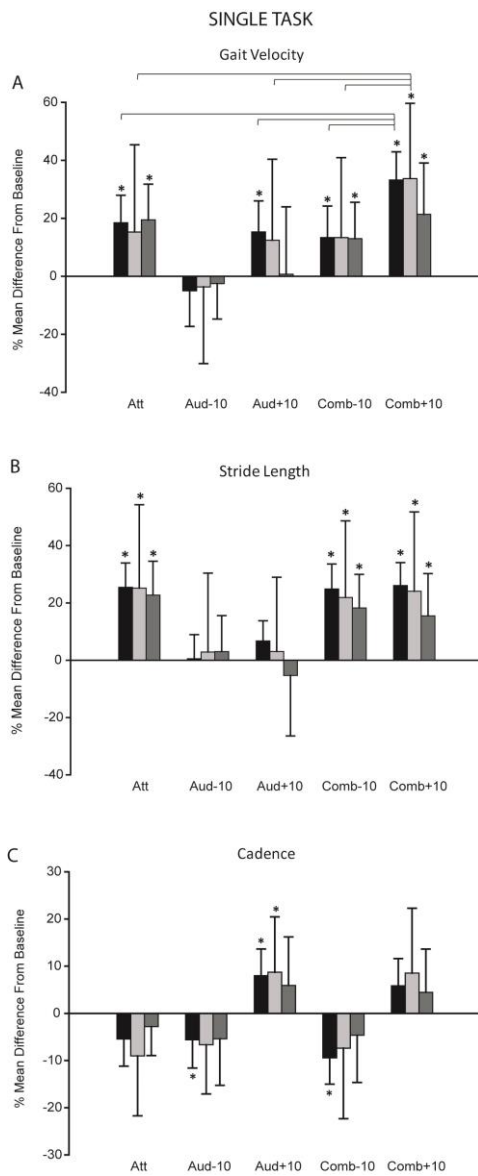 SINGLE TASK
Gait Velocity
A
% Mean Difference From Baseline
60
40
20
0
-20
-40
* * * * * * * * *
Att Aud-10 Aud+10 Comb-10 Comb+10
B
Stride Length
% Mean Difference From Baseline
60
40
20
0
-20
-40
* * * * * * * * *
Att Aud-10 Aud+10 Comb-10 Comb+10
C
Cadence
% Mean Difference From Baseline
30
20
10
0
-10
-20
-30
* * * *
Att Aud-10 Aud+10 Comb-10 Comb+10